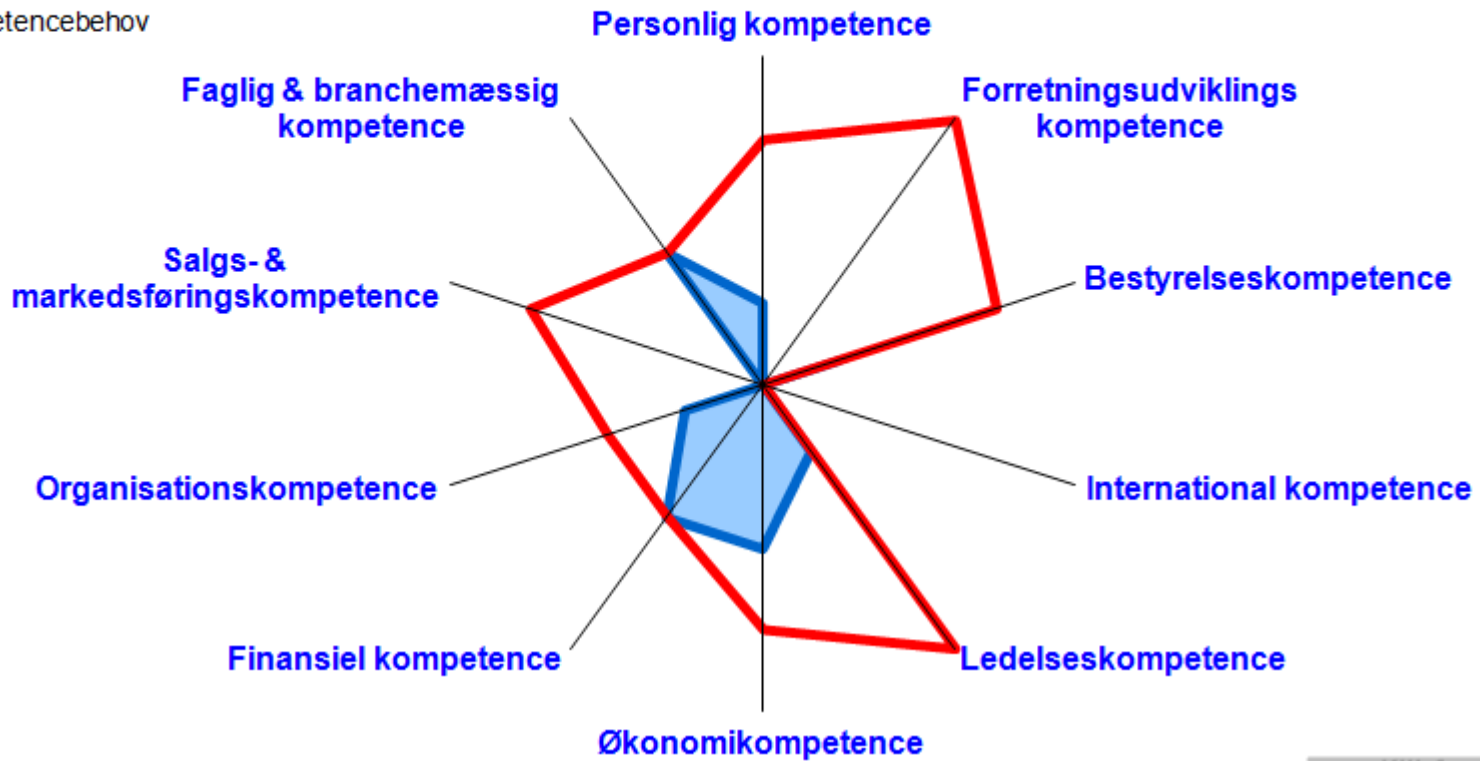 etencebehov
Personlig kompetence
Faglig & branchemæssig
kompetence
Forretningsudviklings
kompetence
Salgs- &
markedsføringskompetence
Bestyrelseskompetence
Organisationskompetence
International kompetence
Finansiel kompetence
Ledelseskompetence
Økonomikompetence